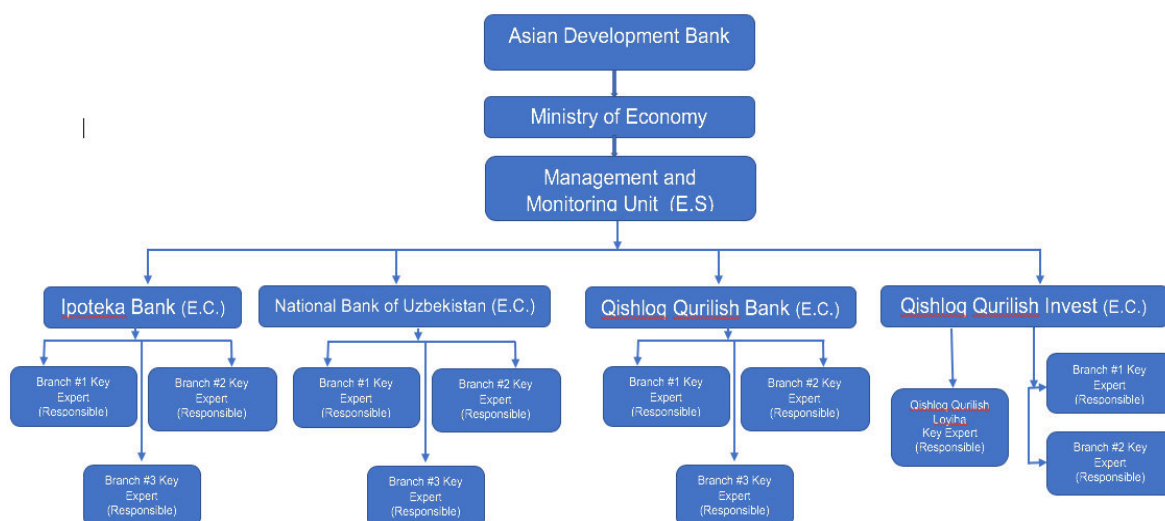 Asian Development Bank
Ministry of Economy
Management and
Monitoring Unit (E.S)
Ipoteka Bank (E.C.)
National Bank of Uzbekistan (E.C.)
Qishloq Qurilish Bank (E.C.)
Qishloq Qurilish Invest (E.C.)
Branch #1 Key
Expert
(Responsible)
Branch #2 Key
Expert
(Responsible)
Branch #3 Key
Expert
(Responsible)
Branch #1 Key
Expert
(Responsible)
Branch #2 Key
Expert
(Responsible)
Branch #3 Key
Expert
(Responsible)
Branch #1 Key
Expert
(Responsible)
Branch #2 Key
Expert
(Responsible)
Branch #3 Key
Expert
(Responsible)
Qishloq Qurilish
Loyiha
Key Expert
(Responsible)
Branch #1 Key
Expert
(Responsible)
Branch #2 Key
Expert
(Responsible)